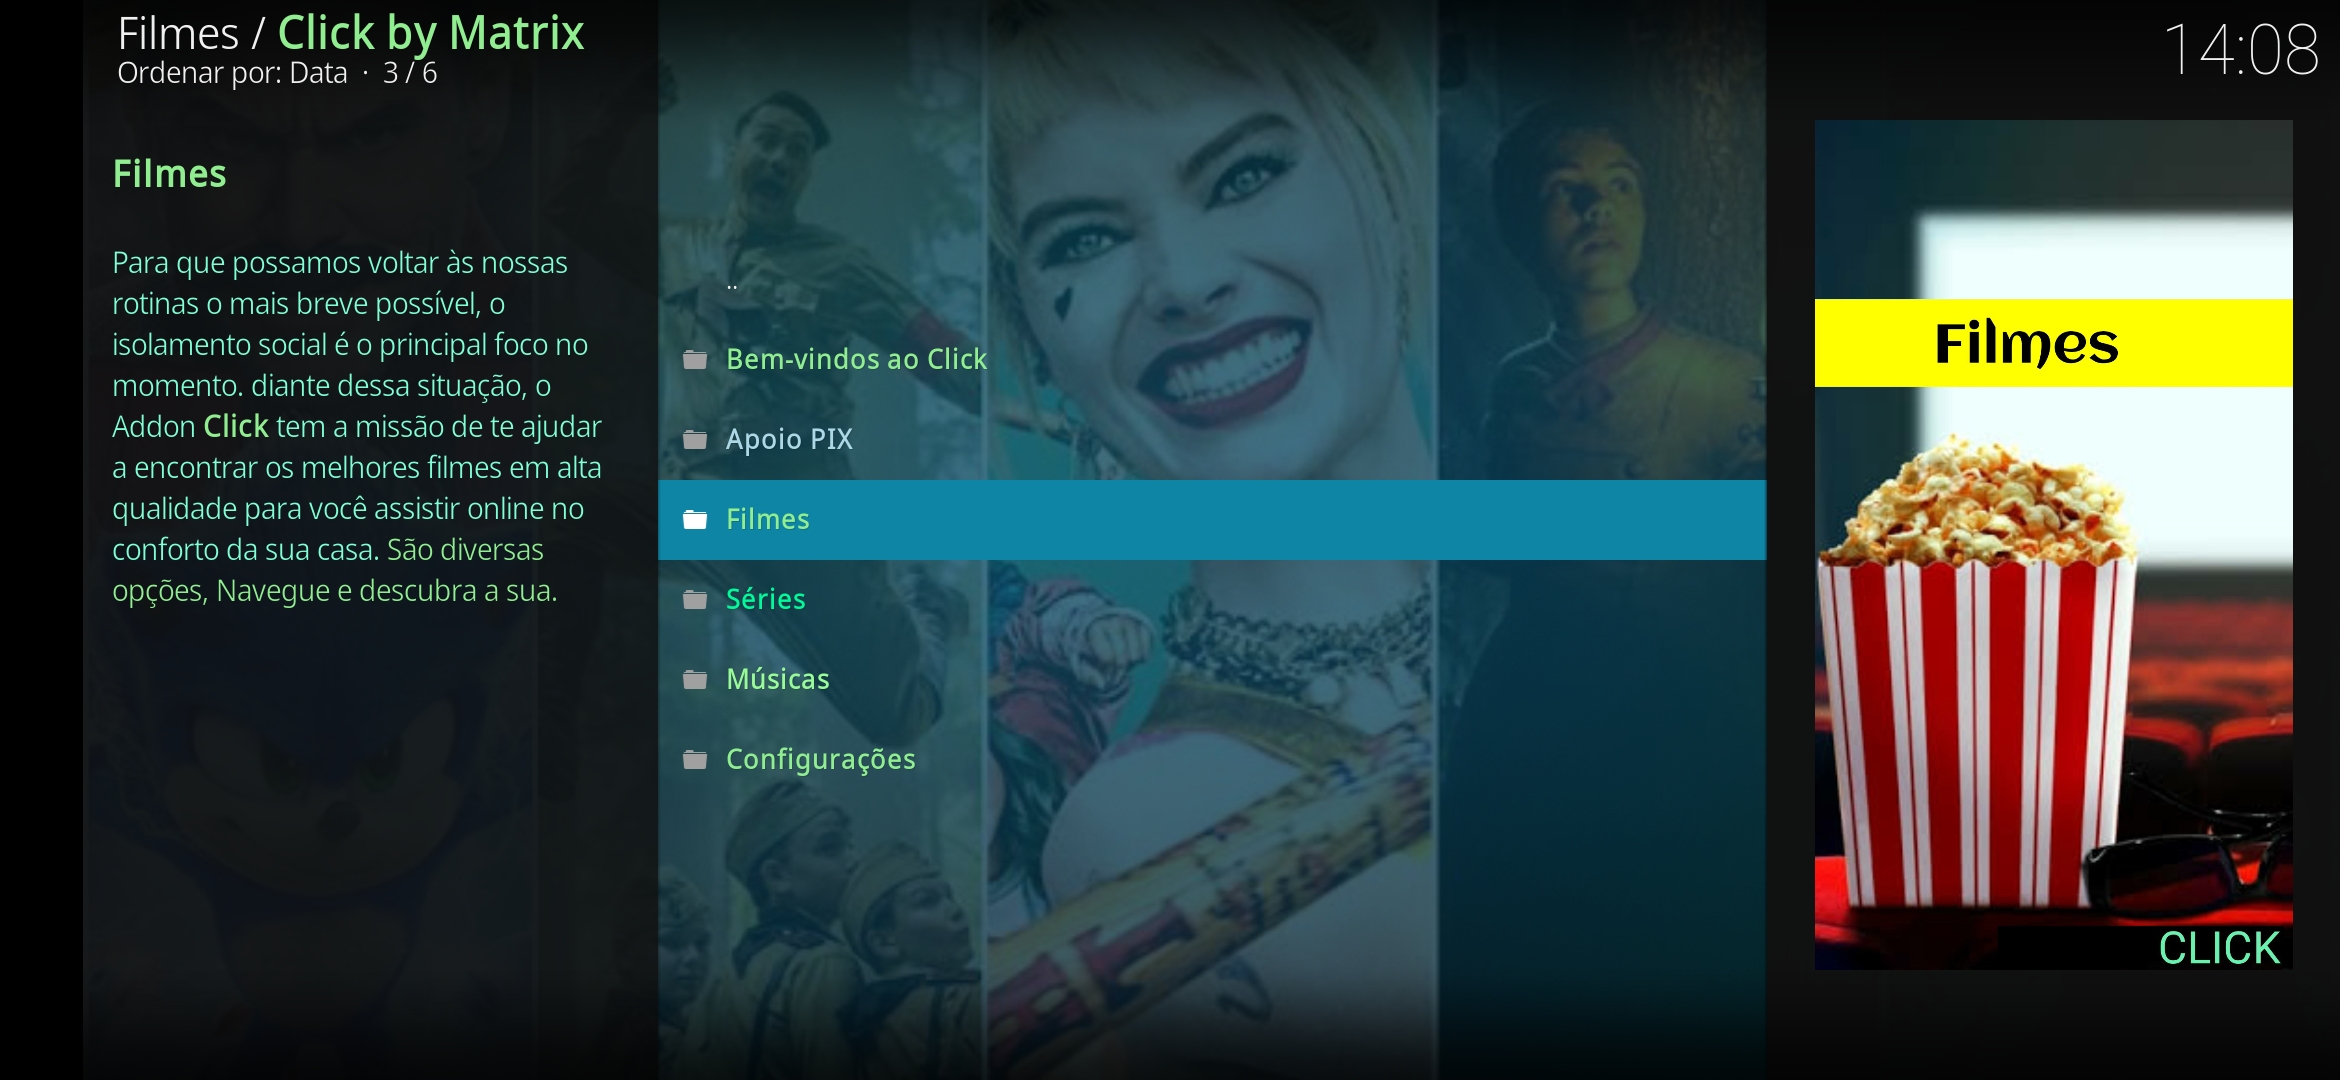 Filmes / Click by Matrix
Ordenar por: Data · 3 / 6
14:08
Filmes
Para que possamos voltar às nossas
rotinas o mais breve possível, o
isolamento social é o principal foco no
momento. diante dessa situação, o
Addon Click tem a missão de te ajudar
a encontrar os melhores filmes em alta
qualidade para você assistir online no
conforto da sua casa. São diversas
opções, Navegue e descubra a sua.
..
Bem-vindos ao Click
Apoio PIX
Filmes
Séries
Músicas
Configurações
Filmes
CLICK